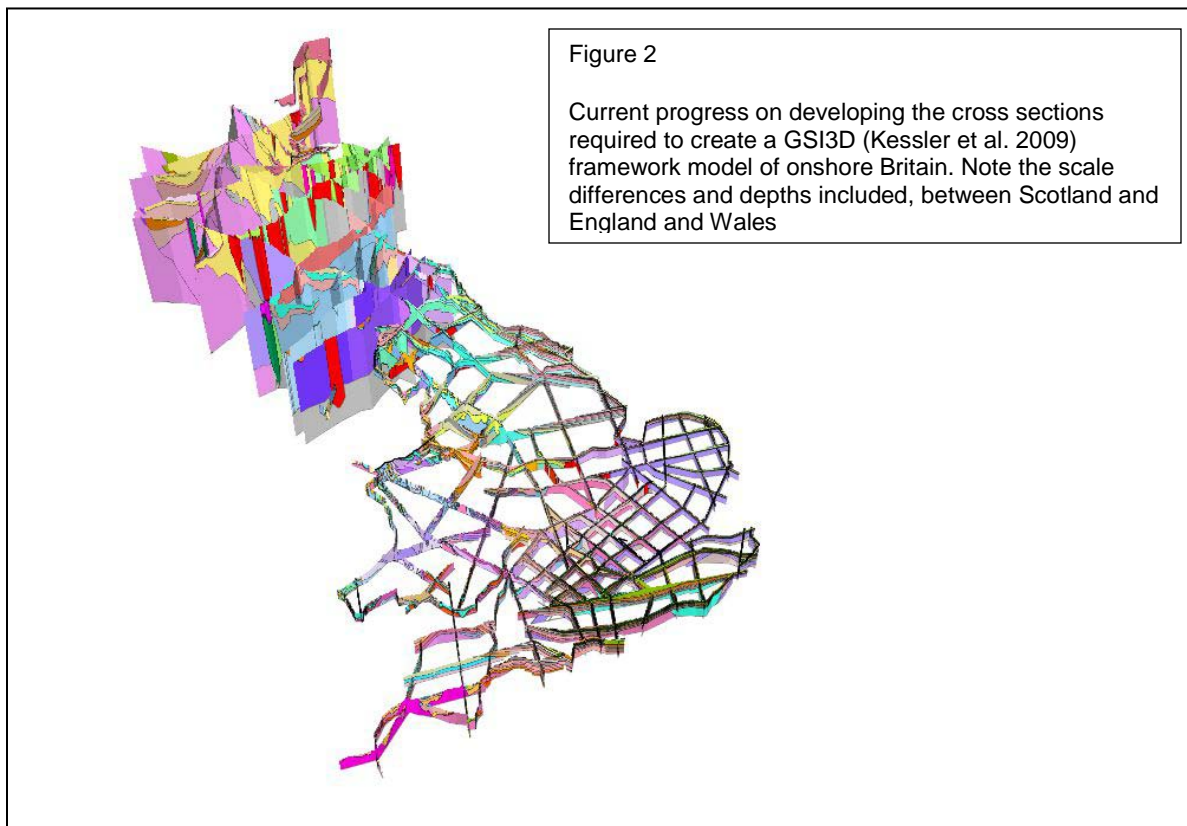 Figure 2
Current progress on developing the cross sections
required to create a GSI3D (Kessler et al. 2009)
framework model of onshore Britain. Note the scale
differences and depths included, between Scotland and
England and Wales